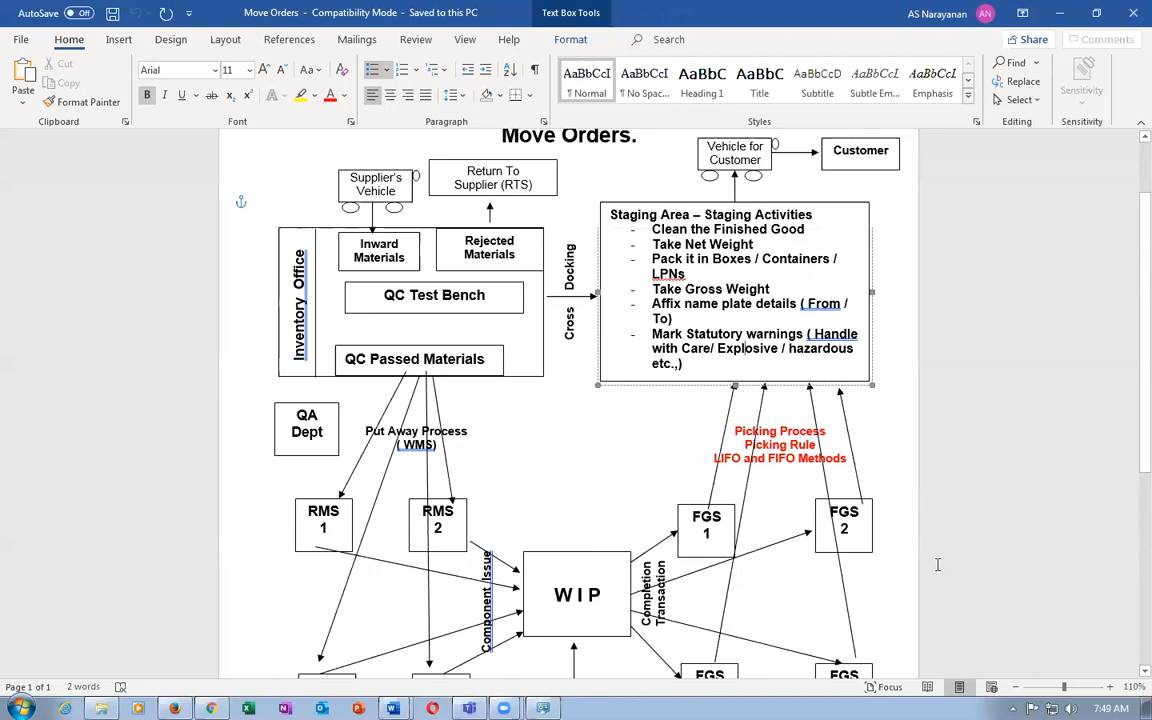 AutoSave Off
Move Orders - Compatibility Mode - Saved to this PC
Text Box Tools
AS Narayanan AN
File Home Insert Design Layout References Mailings Review View Help Format Search
Share Comments
Paste
Cut
Copy
Format Painter
Arial 11
Find
Replace
Select
Sensitivity
AaBbCcI AaBbCcI AaBbC AaBbC AaBbCcD AaBbCcI AaBbCcI
¶ Normal ¶ No Spac... Heading 1 Title Subtitle Subtle Em... Emphasis
Clipboard Font Paragraph Styles Editing Sensitivity
Move Orders.
Supplier's
Vehicle
Return To
Supplier (RTS)
Vehicle for
Customer
Customer
Inventory Office
Inward
Materials
Rejected
Materials
QC Test Bench
QC Passed Materials
Cross Docking
Staging Area – Staging Activities
- Clean the Finished Good
- Take Net Weight
- Pack it in Boxes / Containers /
LPNs
- Take Gross Weight
- Affix name plate details ( From /
To)
- Mark Statutory warnings ( Handle
with Care/ Explosive / hazardous
etc.,)
QA
Dept
Put Away Process
( WMS)
Picking Process
Picking Rule
LIFO and FIFO Methods
RMS
1
RMS
2
FGS
1
FGS
2
Component Issue
W I P
Completion
Transaction
FGS
FGS
Page 1 of 1 2 words
Focus
110%
7:49 AM